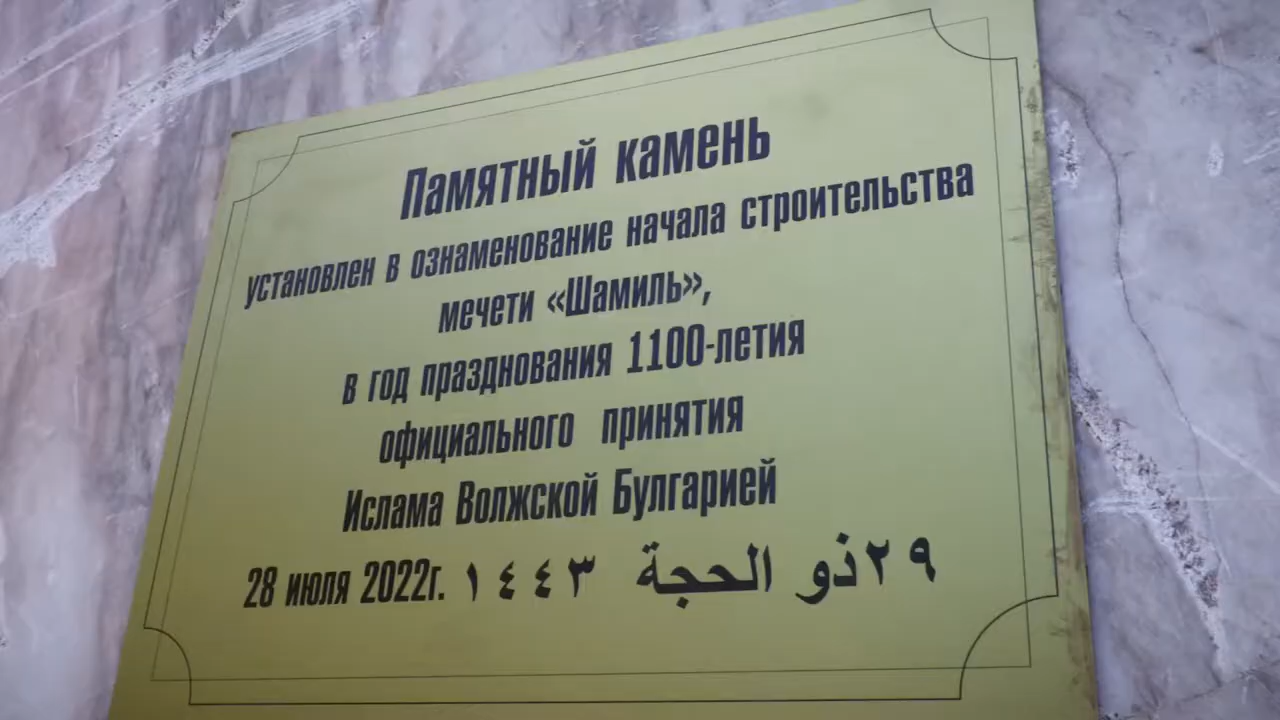 Памятный камень
установлен в ознаменование начала строительства
мечети «Шамиль»,
в год празднования 1100-летия
официального принятия
Ислама Волжской Булгарией
28 июля 2022г. ٢٩ ذو الحجة ١٤٤٣